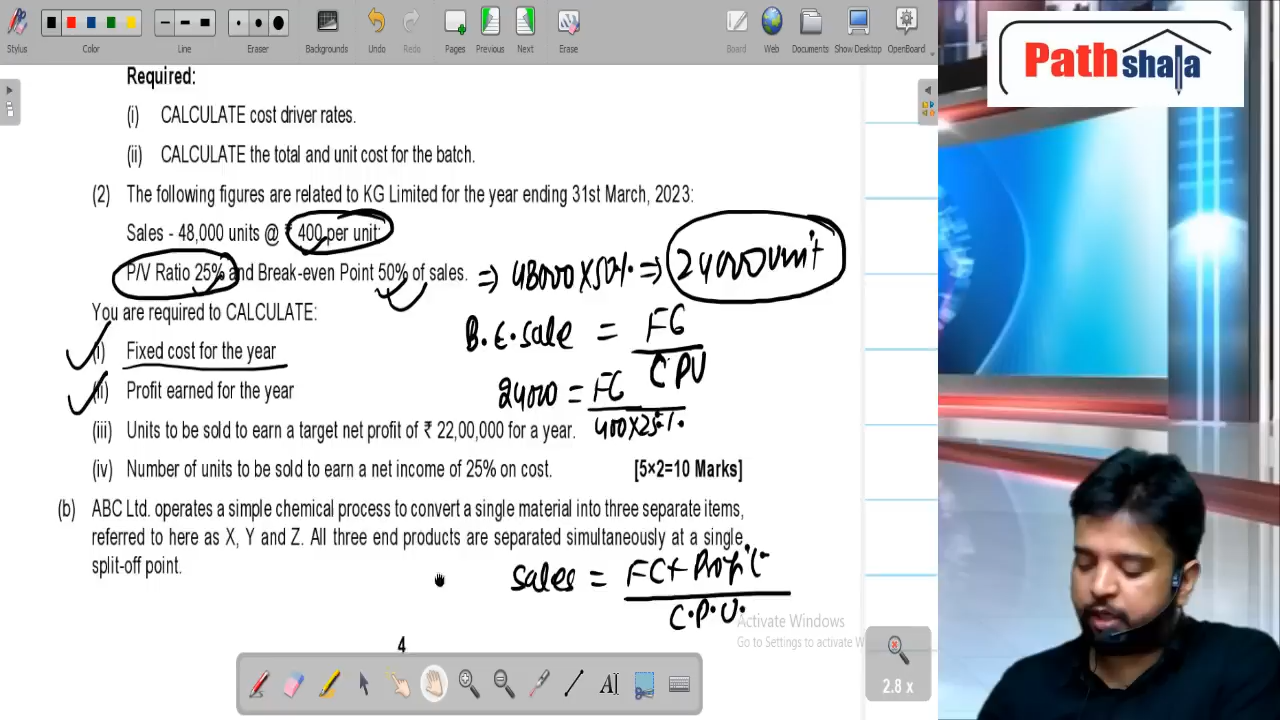 Stylus Color Line Eraser Backgrounds Undo Redo Pages Previous Next Erase Board Web Documents Show Desktop OpenBoard
Path shala
Required:
(i) CALCULATE cost driver rates.
(ii) CALCULATE the total and unit cost for the batch.
(2) The following figures are related to KG Limited for the year ending 31st March, 2023:
Sales - 48,000 units @ ₹ 400 per unit;
P/V Ratio 25% and Break-even Point 50% of sales. ⇒ 48000 X 50% ⇒ 24000 unit
You are required to CALCULATE:
B.E. sale = FC
C PU
(i) Fixed cost for the year
(ii) Profit earned for the year
24000 = FC
400 X 25%
(iii) Units to be sold to earn a target net profit of ₹ 22,00,000 for a year.
(iv) Number of units to be sold to earn a net income of 25% on cost. [5×2=10 Marks]
(b) ABC Ltd. operates a simple chemical process to convert a single material into three separate items,
referred to here as X, Y and Z. All three end products are separated simultaneously at a single
split-off point.
Sales = FC + Profit
C.P.U.
Activate Windows
Go to Settings to activate W
4
2.8 x